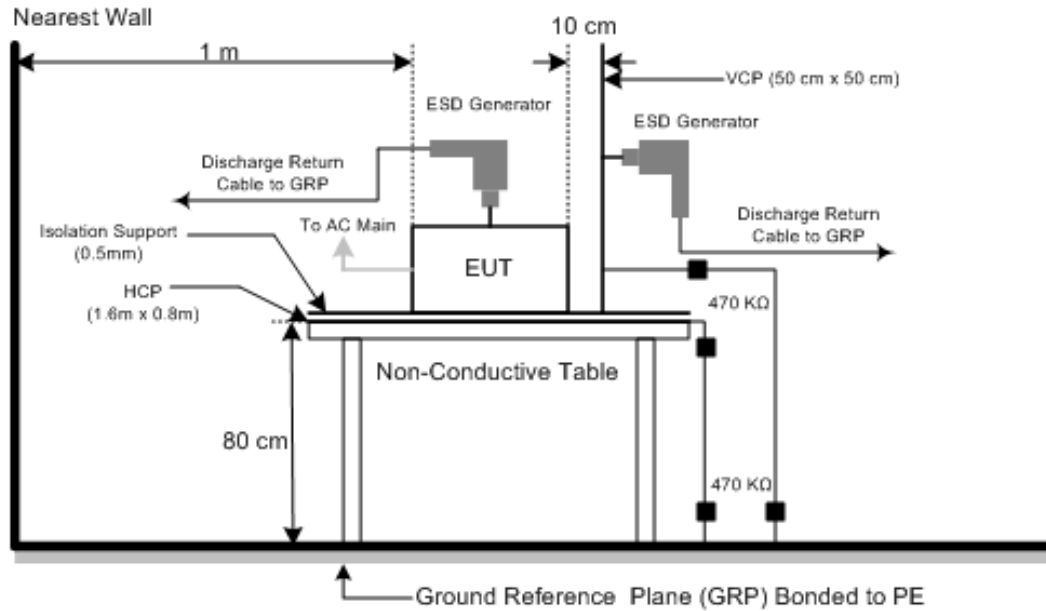 Nearest Wall
10 cm
1 m
VCP (50 cm x 50 cm)
ESD Generator
ESD Generator
Discharge Return
Cable to GRP
To AC Main
Discharge Return
Cable to GRP
Isolation Support
(0.5mm)
EUT
HCP
(1.6m x 0.8m)
470 KΩ
Non-Conductive Table
80 cm
470 KΩ
Ground Reference Plane (GRP) Bonded to PE